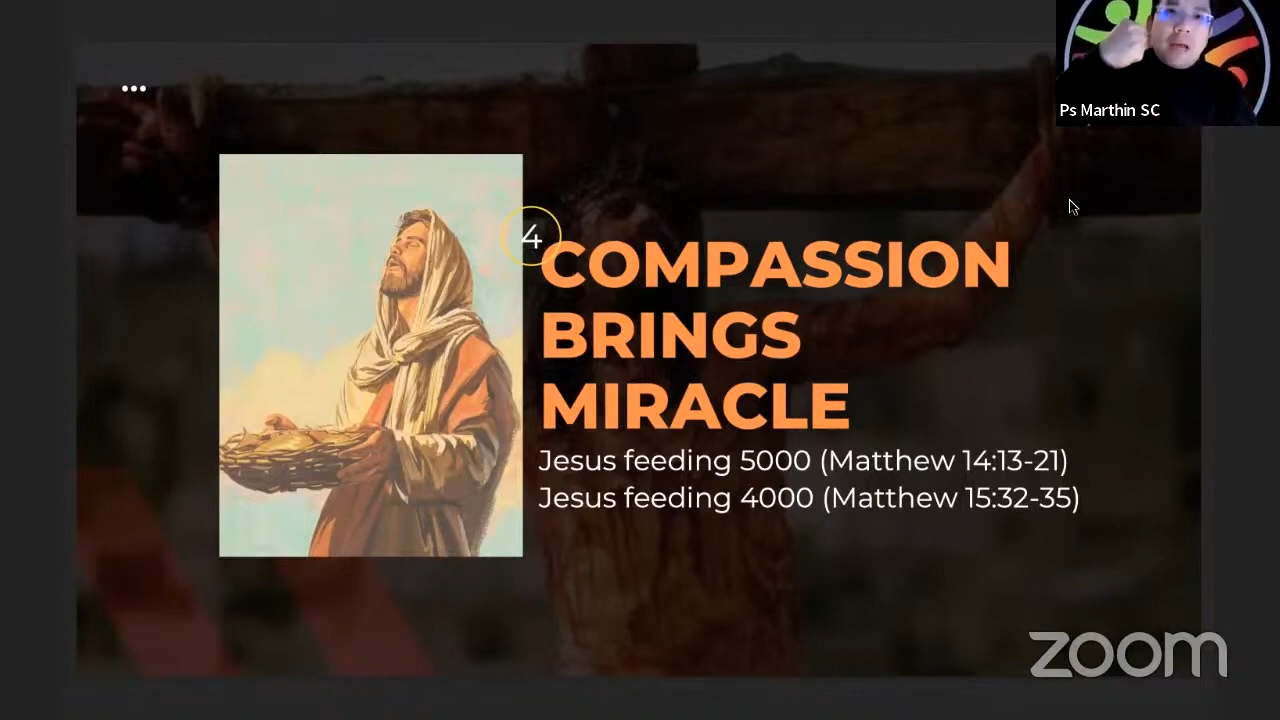 Ps Marthin SC
4
COMPASSION
BRINGS
MIRACLE
Jesus feeding 5000 (Matthew 14:13-21)
Jesus feeding 4000 (Matthew 15:32-35)
zoom